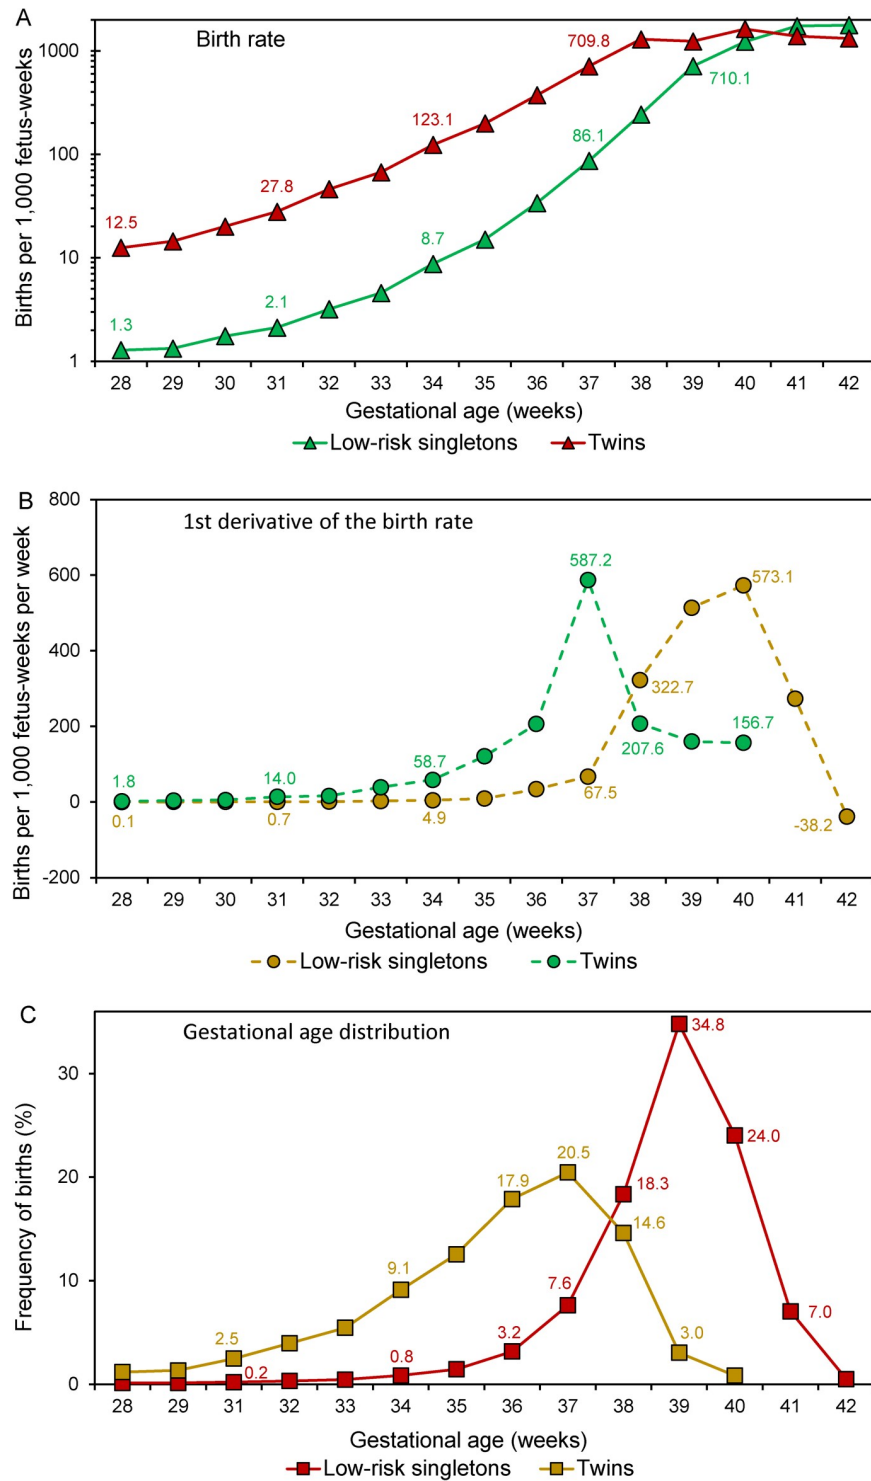 A
Birth rate
Births per 1,000 fetus-weeks
1000
100
10
1
12.5
27.8
123.1
709.8
710.1
86.1
8.7
2.1
1.3
28 29 30 31 32 33 34 35 36 37 38 39 40 41 42
Gestational age (weeks)
Low-risk singletons Twins
B
1st derivative of the birth rate
Births per 1,000 fetus-weeks per week
800
600
400
200
0
-200
587.2
573.1
322.7
207.6
156.7
58.7
14.0
1.8
0.1
0.7
4.9
67.5
-38.2
28 29 30 31 32 33 34 35 36 37 38 39 40 41 42
Gestational age (weeks)
Low-risk singletons Twins
C
Gestational age distribution
Frequency of births (%)
30
20
10
0
34.8
24.0
20.5
17.9
18.3
14.6
9.1
7.6
7.0
3.2
3.0
2.5
0.8
0.2
28 29 31 32 33 34 35 36 37 38 39 40 41 42
Gestational age (weeks)
Low-risk singletons Twins